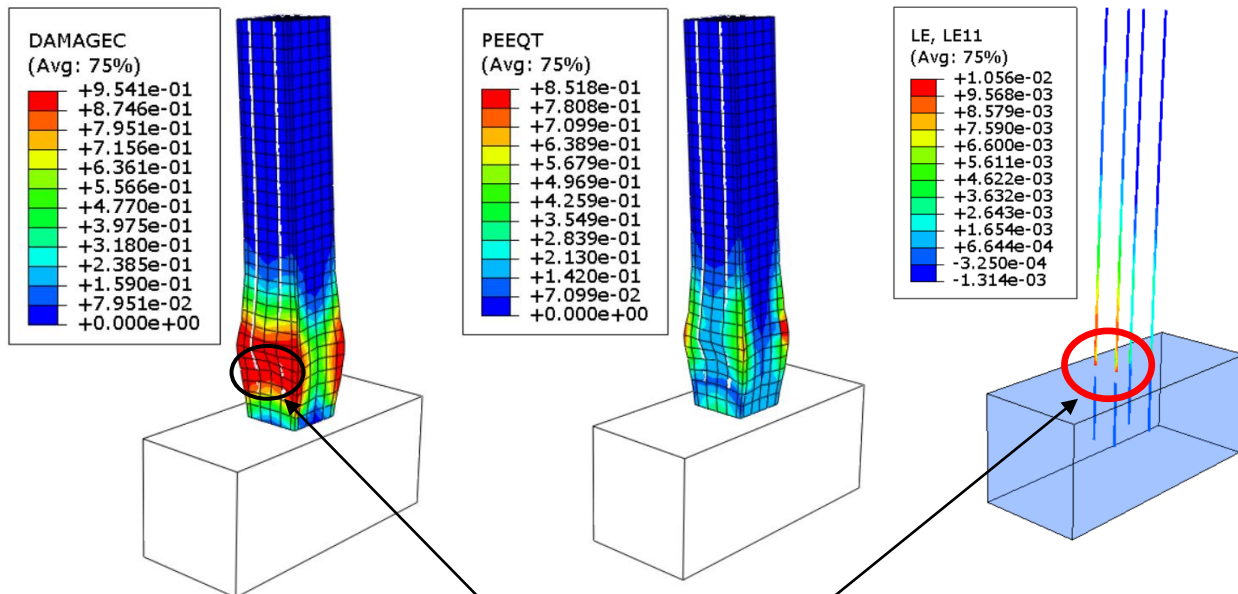 DAMAGEC
(Avg: 75%)
+9.541e-01
+8.746e-01
+7.951e-01
+7.156e-01
+6.361e-01
+5.566e-01
+4.770e-01
+3.975e-01
+3.180e-01
+2.385e-01
+1.590e-01
+7.951e-02
+0.000e+00
PEEQT
(Avg: 75%)
+8.518e-01
+7.808e-01
+7.099e-01
+6.389e-01
+5.679e-01
+4.969e-01
+4.259e-01
+3.549e-01
+2.839e-01
+2.130e-01
+1.420e-01
+7.099e-02
+0.000e+00
LE, LE11
(Avg: 75%)
+1.056e-02
+9.568e-03
+8.579e-03
+7.590e-03
+6.600e-03
+5.611e-03
+4.622e-03
+3.632e-03
+2.643e-03
+1.654e-03
+6.644e-04
-3.250e-04
-1.314e-03